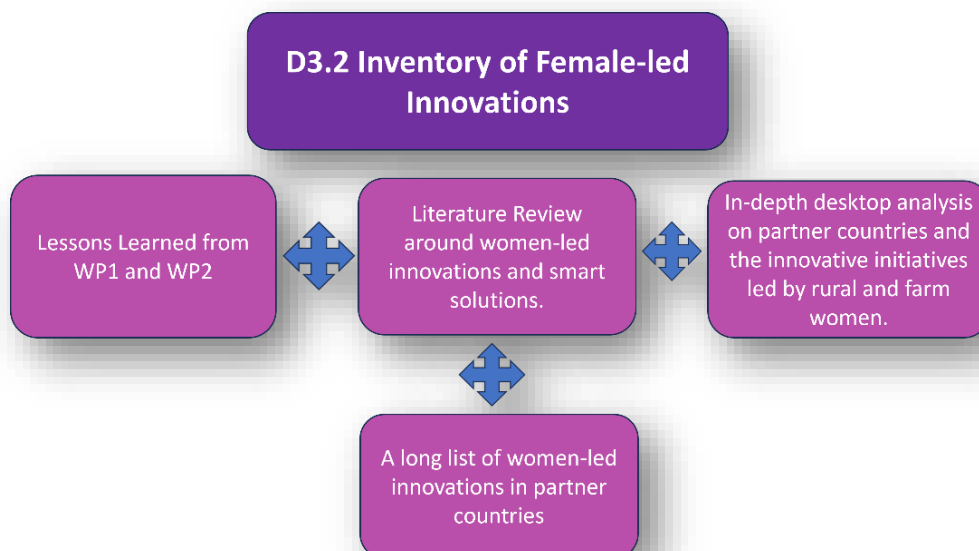 D3.2 Inventory of Female-led
Innovations
Lessons Learned from
WP1 and WP2
Literature Review
around women-led
innovations and smart
solutions.
In-depth desktop analysis
on partner countries and
the innovative initiatives
led by rural and farm
women.
A long list of women-led
innovations in partner
countries